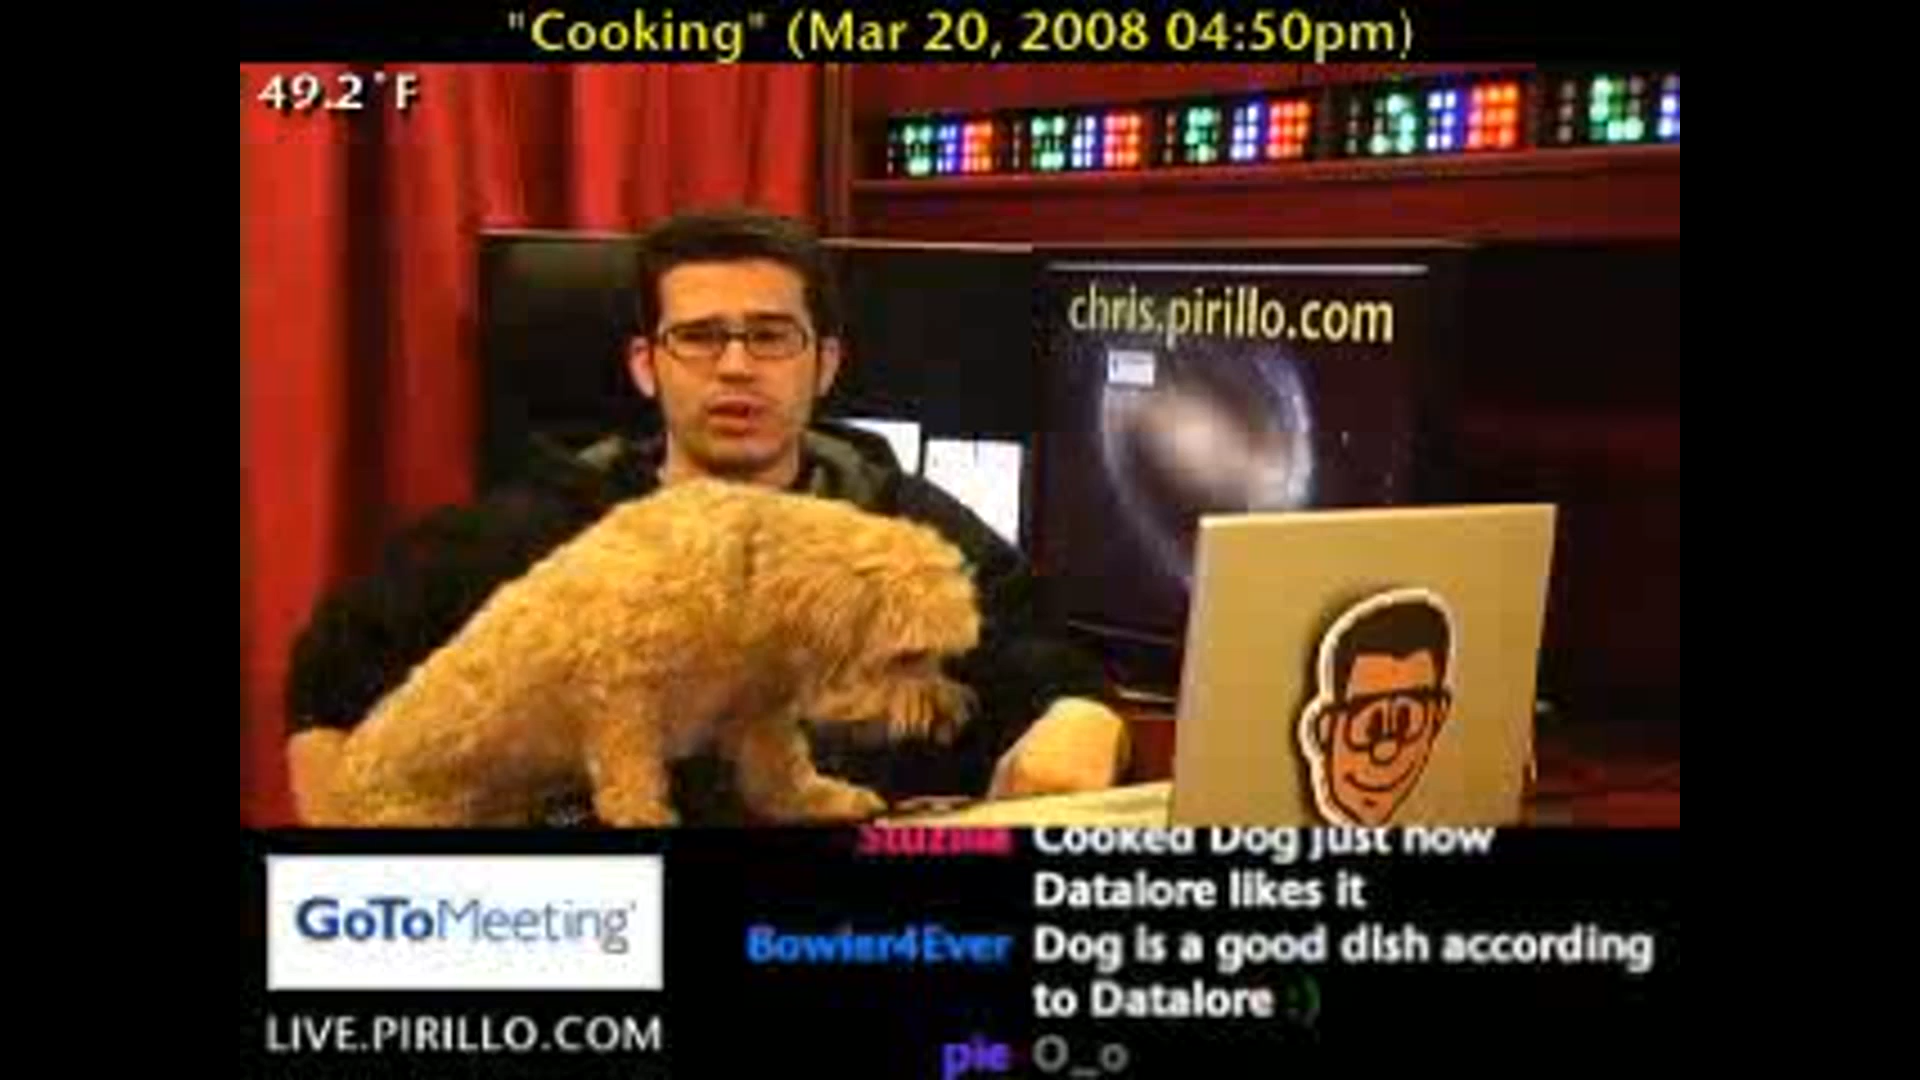 "Cooking" (Mar 20, 2008 04:50pm)
49.2°F
chris.pirillo.com
Stuzilla Cooked Dog just now
Datalore likes it
GoToMeeting
Bowler4Ever Dog is a good dish according
to Datalore :)
LIVE.PIRILLO.COM
pie O_o